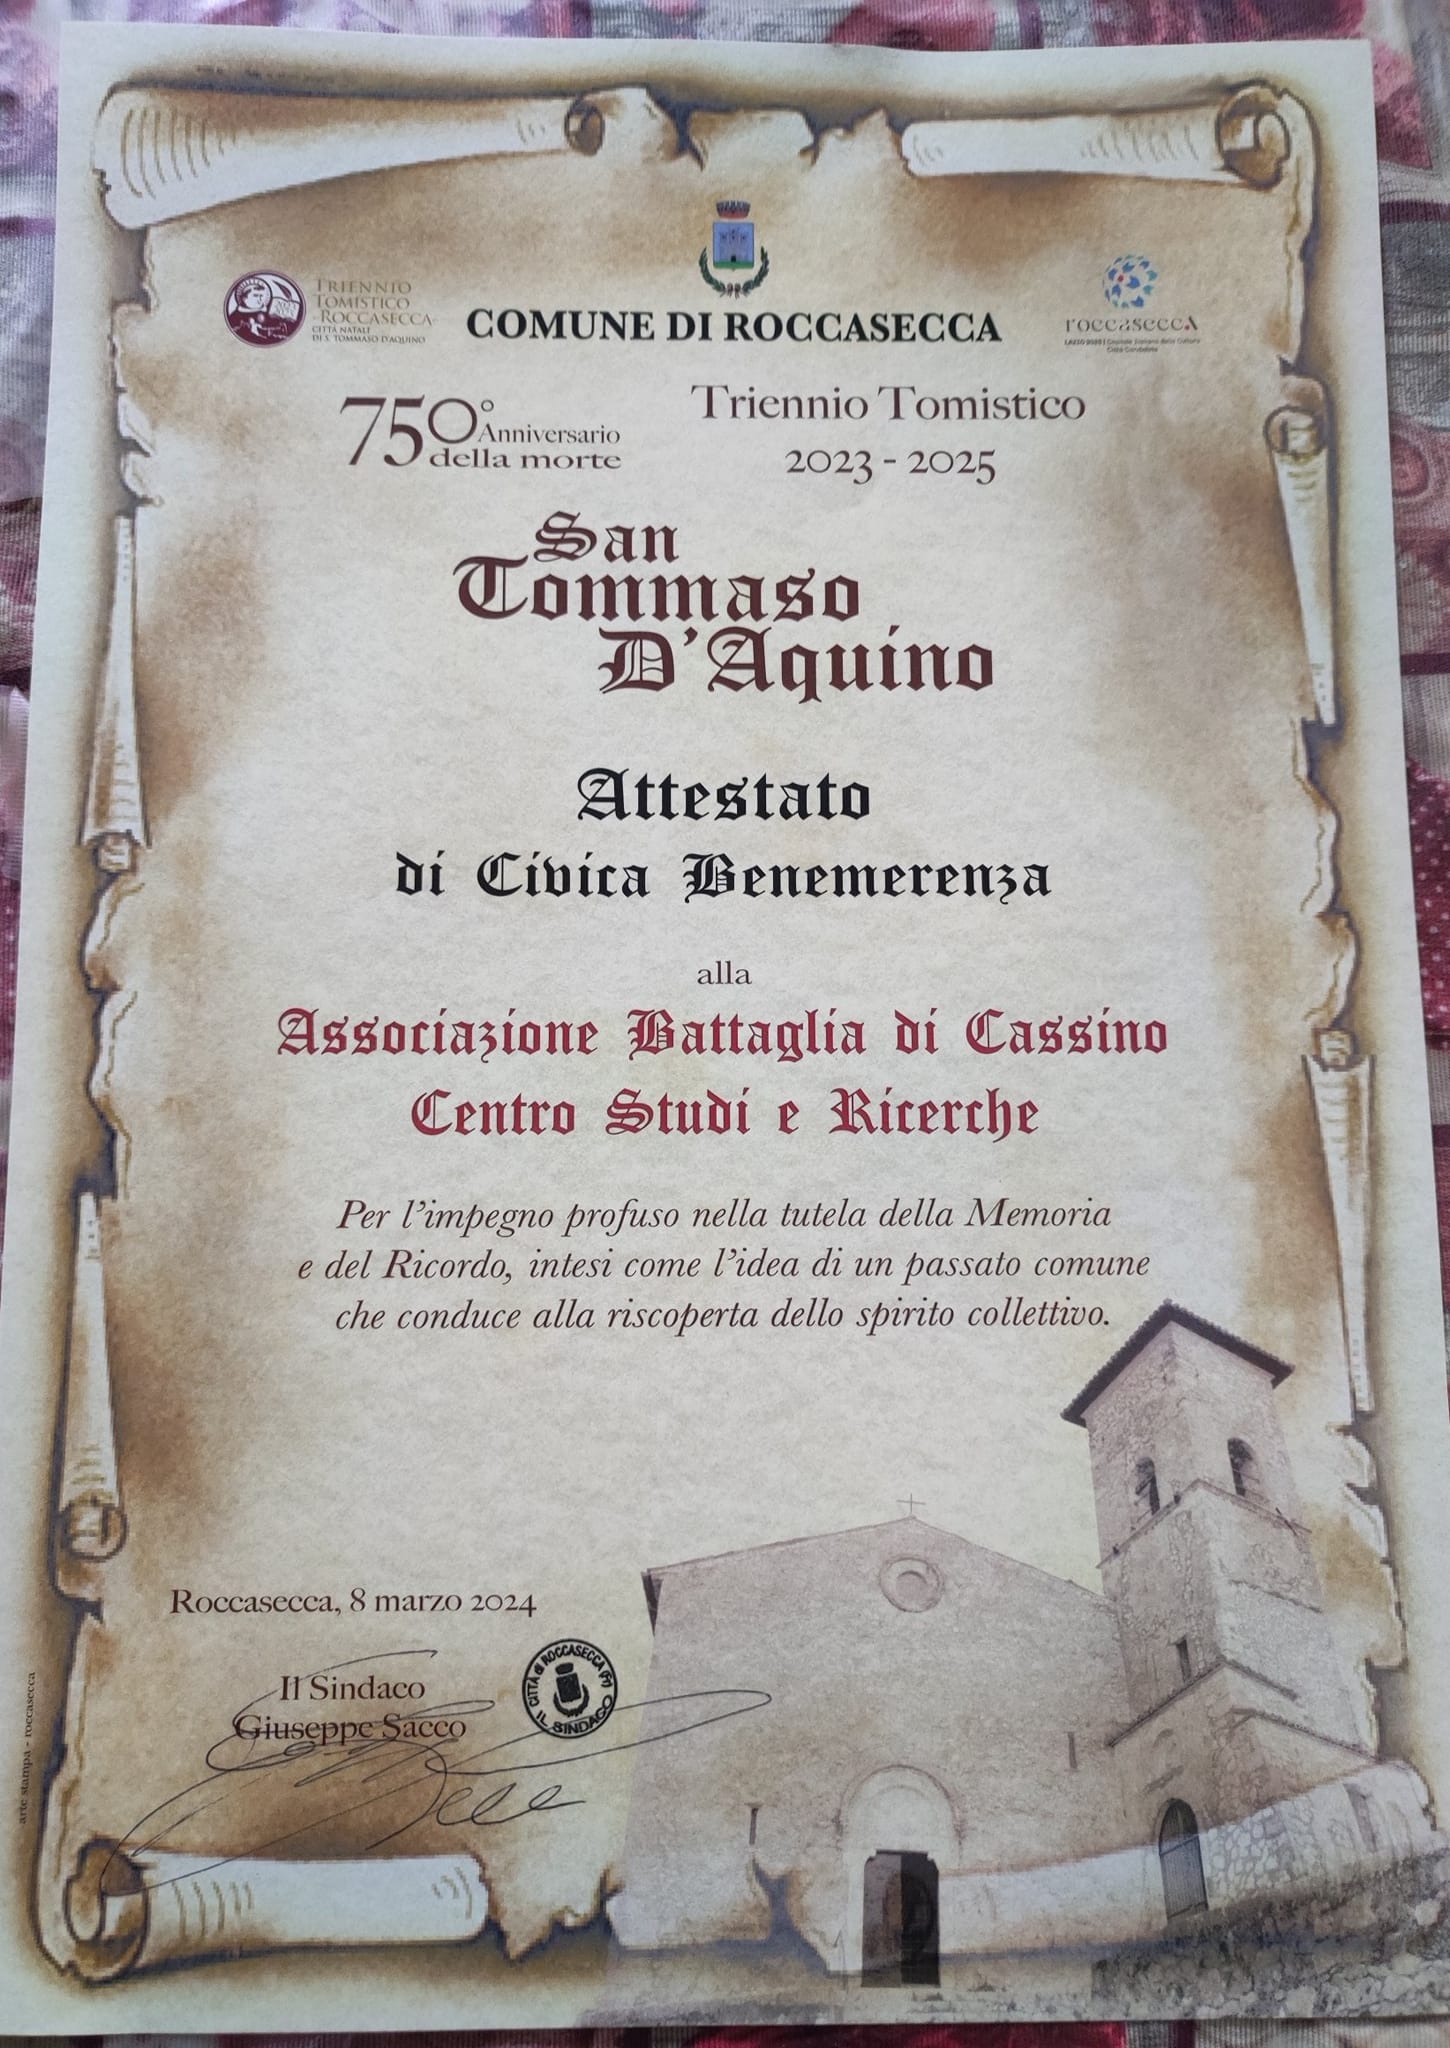 TRIENNIO
TOMISTICO
ROCCASECCA
CITTÀ NATALE
DI S. TOMMASO D'AQUINO
COMUNE DI ROCCASECCA
roccasecca
750° Anniversario
della morte
Triennio Tomistico
2023 - 2025
San
Tommaso
D'Aquino
Attestato
di Civica Benemerenza
alla
Associazione Battaglia di Cassino
Centro Studi e Ricerche
Per l'impegno profuso nella tutela della Memoria
e del Ricordo, intesi come l'idea di un passato comune
che conduce alla riscoperta dello spirito collettivo.
Roccasecca, 8 marzo 2024
Il Sindaco
Giuseppe Sacco
CITTÀ di ROCCASECCA (Fr)
IL SINDACO
arte stampa - roccasecca